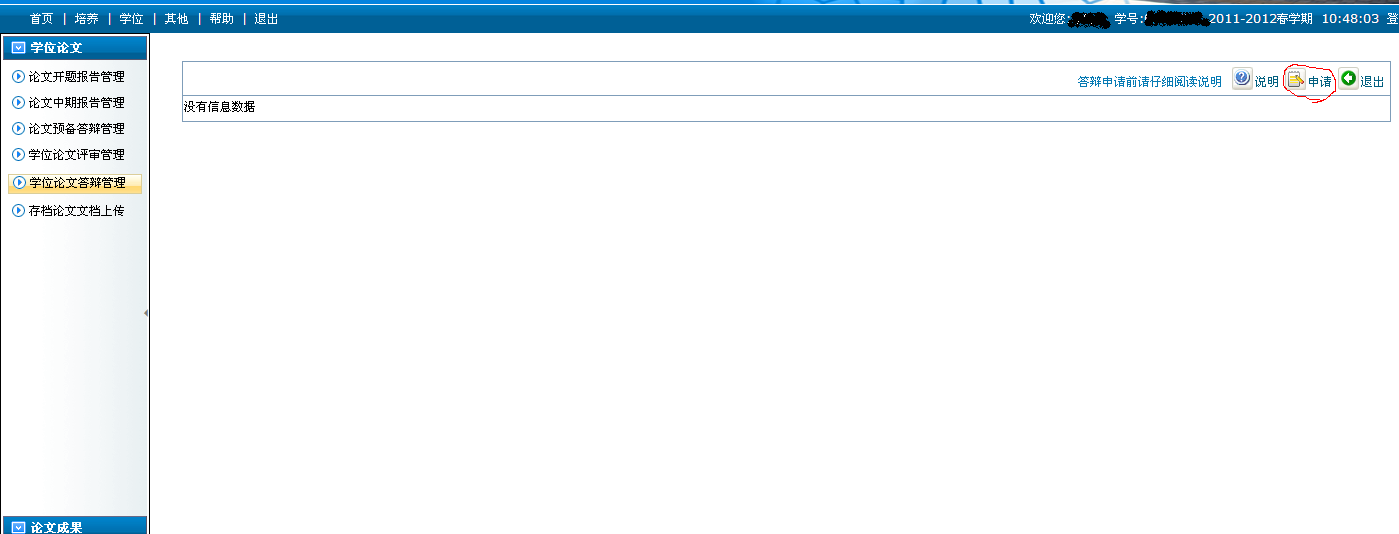 首页 | 培养 | 学位 | 其他 | 帮助 | 退出
欢迎您: 学号: 2011-2012春学期 10:48:03 登
学位论文
论文开题报告管理
论文中期报告管理
论文预备答辩管理
学位论文评审管理
学位论文答辩管理
存档论文文档上传
论文成果
答辩申请前请仔细阅读说明 说明 申请 退出
没有信息数据